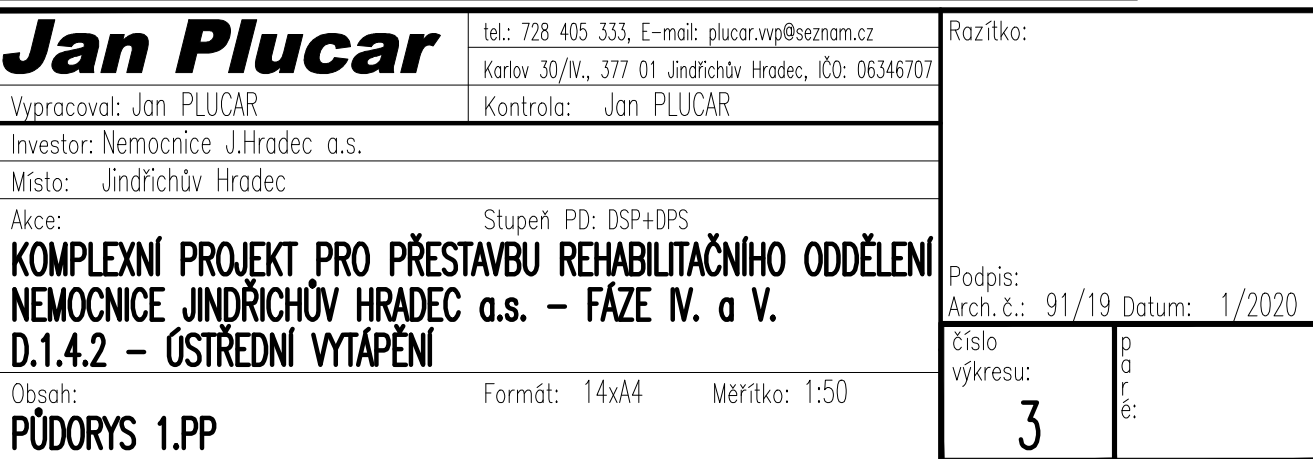 Jan Plucar
tel.: 728 405 333, E-mail: plucar.vvp@seznam.cz
Karlov 30/IV., 377 01 Jindřichův Hradec, IČO: 06346707
Vypracoval: Jan PLUCAR
Kontrola: Jan PLUCAR
Investor: Nemocnice J.Hradec a.s.
Místo: Jindřichův Hradec
Akce:
Stupeň PD: DSP+DPS
KOMPLEXNÍ PROJEKT PRO PŘESTAVBU REHABILITAČNÍHO ODDĚLENÍ
NEMOCNICE JINDŘICHŮV HRADEC a.s. – FÁZE IV. a V.
D.1.4.2 – ÚSTŘEDNÍ VYTÁPĚNÍ
Obsah:
Formát: 14xA4
Měřítko: 1:50
PŮDORYS 1.PP
Razítko:
Podpis:
Arch. č.: 91/19 Datum: 1/2020
číslo
výkresu:
3
p
a
r
é: